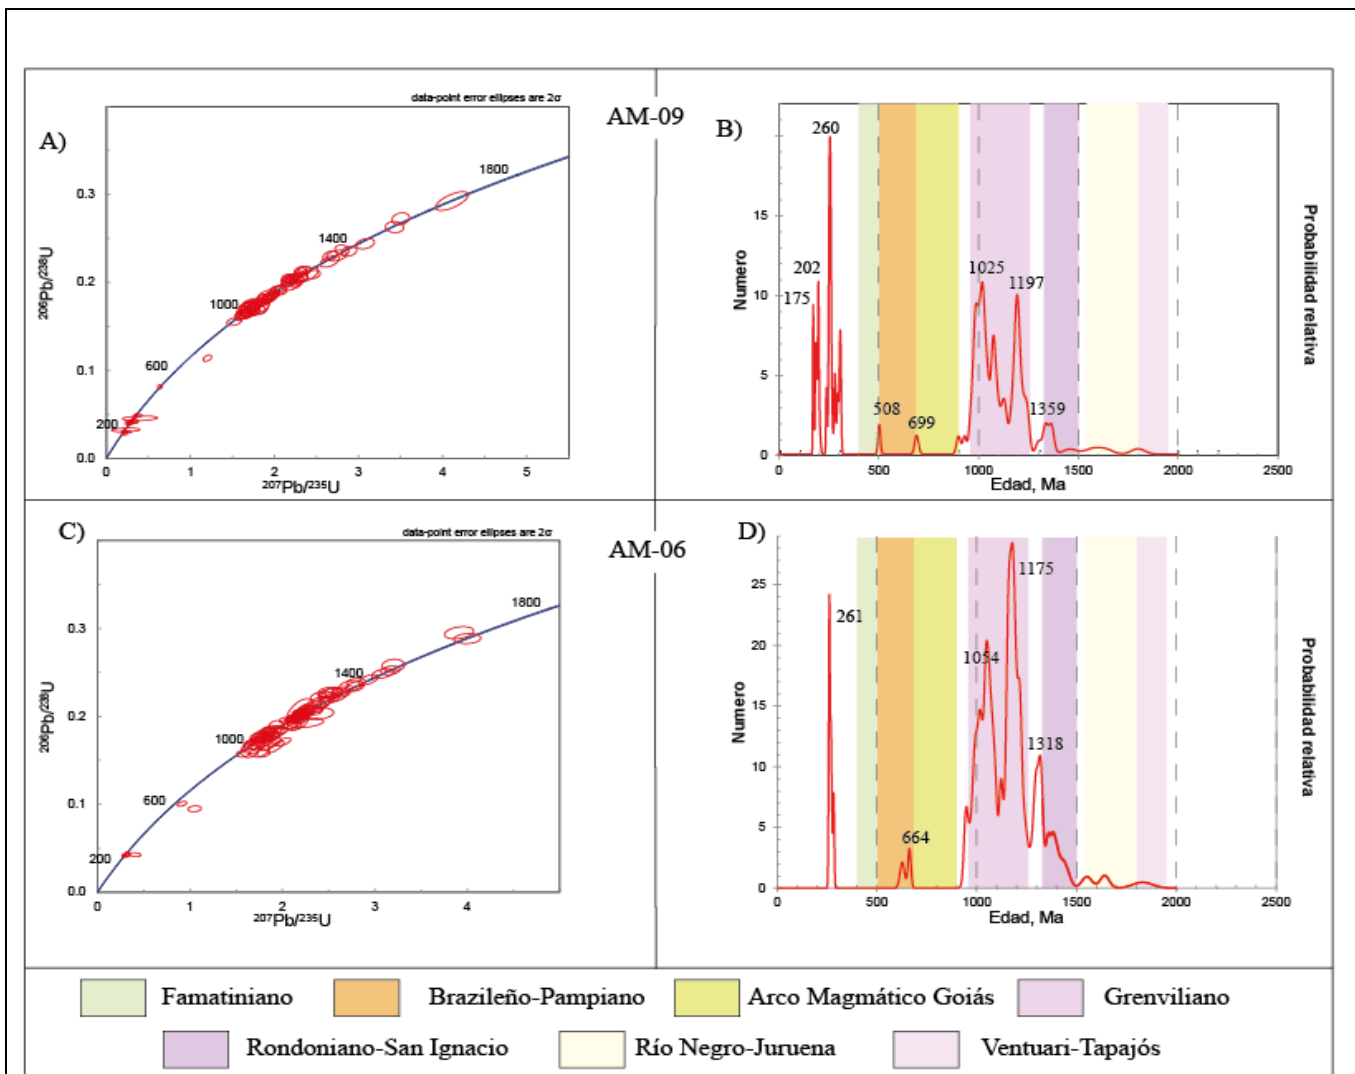 data-point error ellipses are 2σ
AM-09
A)
B)
1800
1400
1000
600
200
0.3
0.2
0.1
0.0
0 1 2 3 4 5
²⁰⁶Pb/²³⁸U
²⁰⁷Pb/²³⁵U
260
202
175
1025
1197
508
699
1359
15
10
5
0
0 500 1000 1500 2000 2500
Numero
Edad, Ma
Probabilidad relativa
data-point error ellipses are 2σ
AM-06
C)
D)
1800
1400
1000
600
200
0.3
0.2
0.1
0.0
0 1 2 3 4
²⁰⁶Pb/²³⁸U
²⁰⁷Pb/²³⁵U
1175
261
1054
1318
664
25
20
15
10
5
0
0 500 1000 1500 2000 2500
Numero
Edad, Ma
Probabilidad relativa
Famatiniano Brazileño-Pampiano Arco Magmático Goiás Grenviliano
Rondoniano-San Ignacio Río Negro-Juruena Ventuari-Tapajós